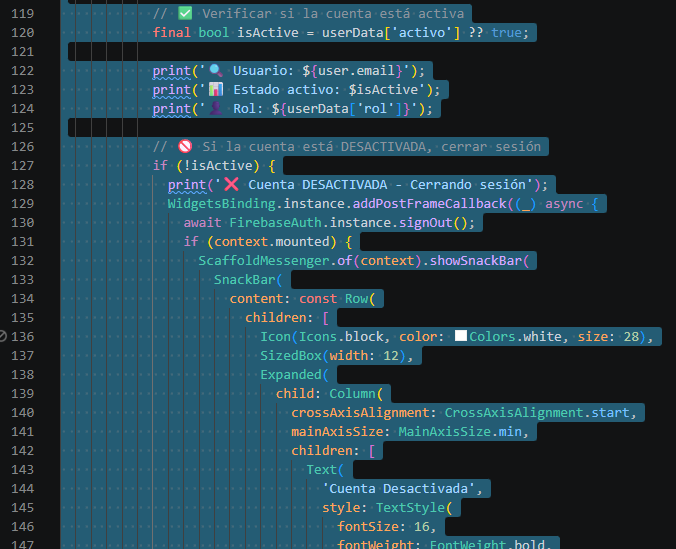 119 // ✅ Verificar si la cuenta está activa
120 final bool isActive = userData['activo'] ?? true;
121
122 print('🔍 Usuario: ${user.email}');
123 print('📊 Estado activo: $isActive');
124 print('👤 Rol: ${userData['rol']}');
125
126 // 🚫 Si la cuenta está DESACTIVADA, cerrar sesión
127 if (!isActive) {
128 print('❌ Cuenta DESACTIVADA - Cerrando sesión');
129 WidgetsBinding.instance.addPostFrameCallback((_) async {
130 await FirebaseAuth.instance.signOut();
131 if (context.mounted) {
132 ScaffoldMessenger.of(context).showSnackBar(
133 SnackBar(
134 content: const Row(
135 children: [
136 Icon(Icons.block, color: Colors.white, size: 28),
137 SizedBox(width: 12),
138 Expanded(
139 child: Column(
140 crossAxisAlignment: CrossAxisAlignment.start,
141 mainAxisSize: MainAxisSize.min,
142 children: [
143 Text(
144 'Cuenta Desactivada',
145 style: TextStyle(
146 fontSize: 16,
147 fontWeight: FontWeight.bold,